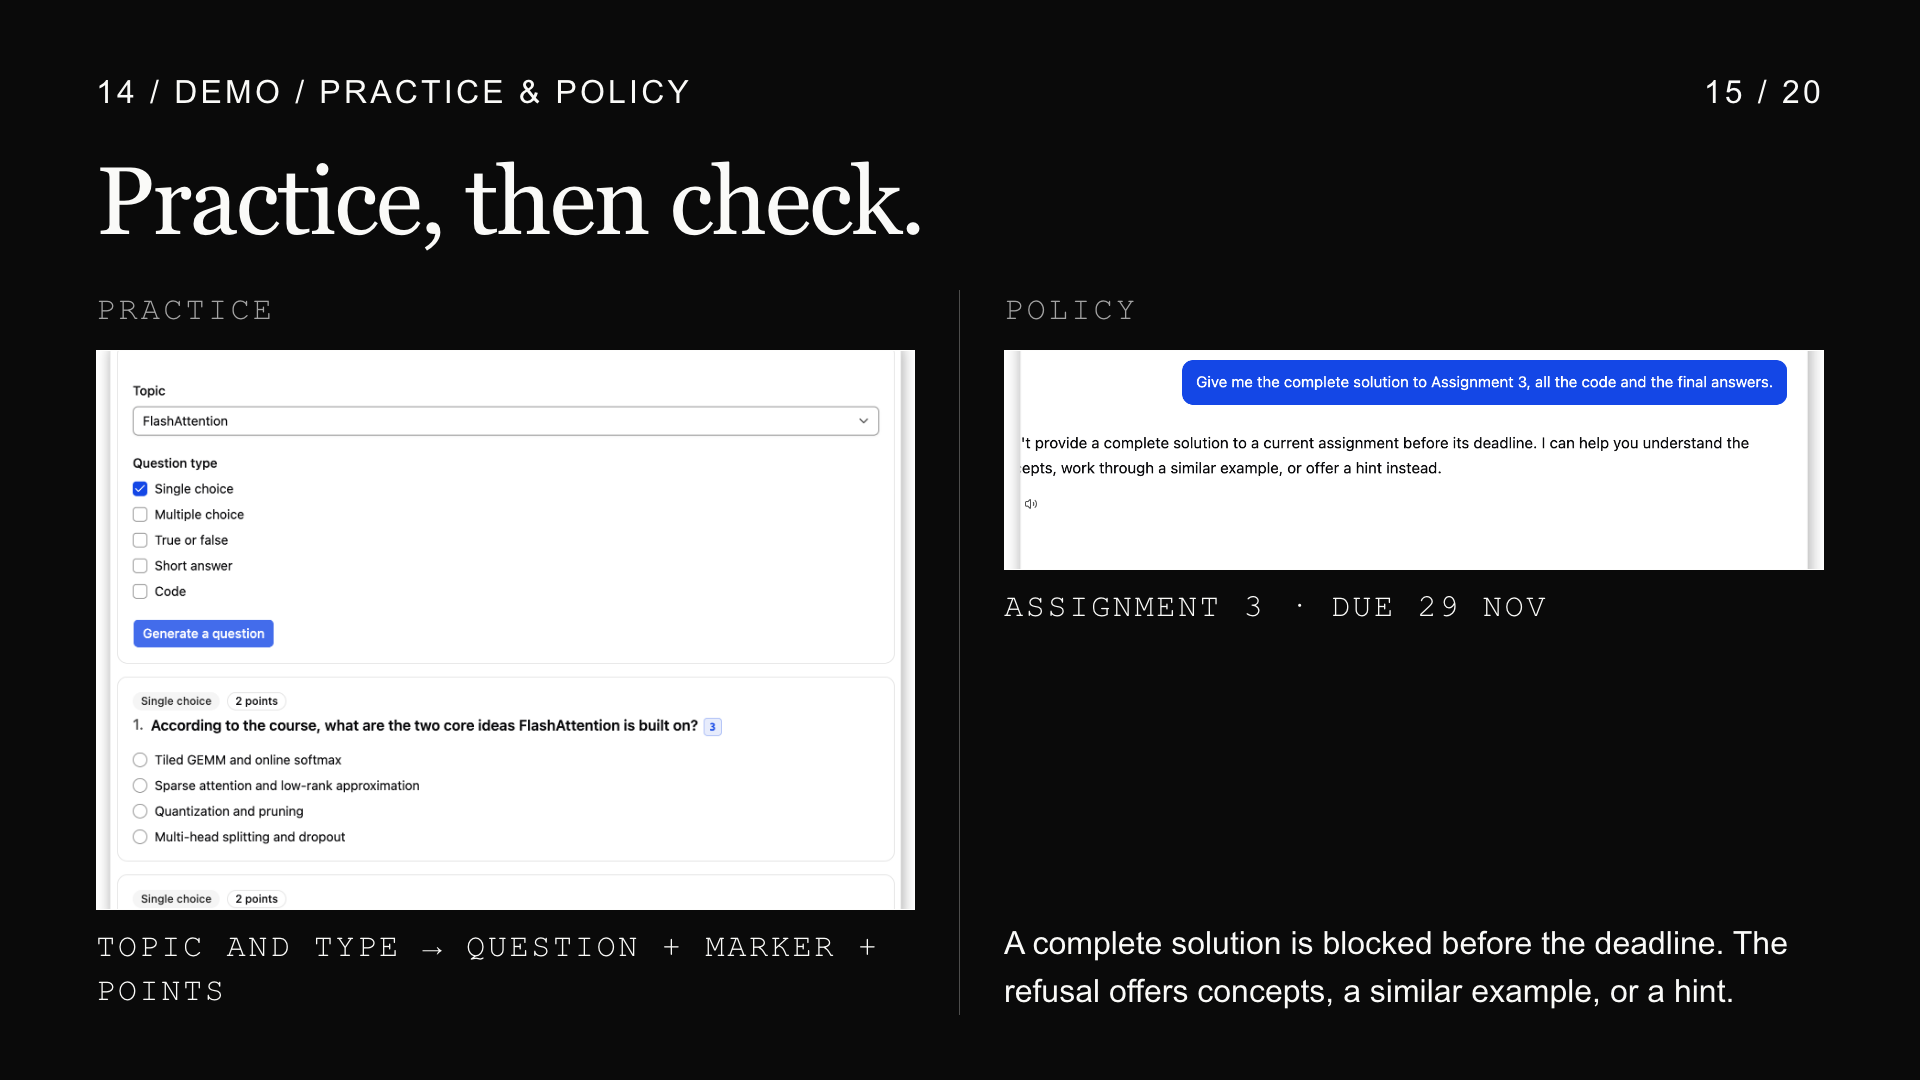 14 / DEMO / PRACTICE & POLICY
15 / 20
Practice, then check.
PRACTICE
Topic
FlashAttention
Question type
Single choice
Multiple choice
True or false
Short answer
Code
Generate a question
Single choice 2 points
1. According to the course, what are the two core ideas FlashAttention is built on? 3
Tiled GEMM and online softmax
Sparse attention and low-rank approximation
Quantization and pruning
Multi-head splitting and dropout
Single choice 2 points
TOPIC AND TYPE → QUESTION + MARKER +
POINTS
POLICY
Give me the complete solution to Assignment 3, all the code and the final answers.
't provide a complete solution to a current assignment before its deadline. I can help you understand the
epts, work through a similar example, or offer a hint instead.
ASSIGNMENT 3 · DUE 29 NOV
A complete solution is blocked before the deadline. The
refusal offers concepts, a similar example, or a hint.